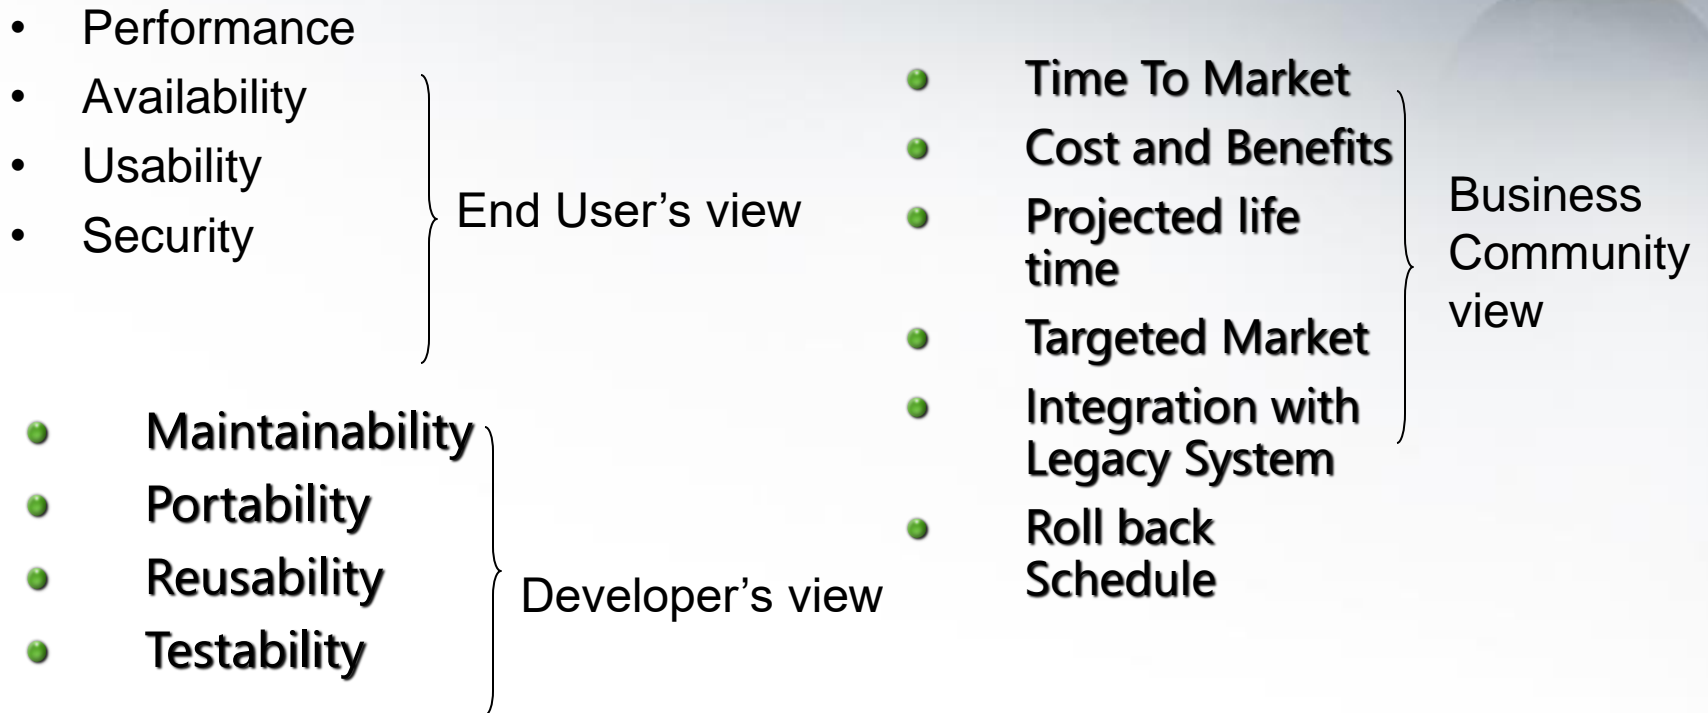 • Performance
• Availability
• Usability
• Security
End User’s view
Maintainability
Portability
Reusability
Testability
Developer’s view
Time To Market
Cost and Benefits
Projected life
time
Targeted Market
Integration with
Legacy System
Roll back
Schedule
Business
Community
view